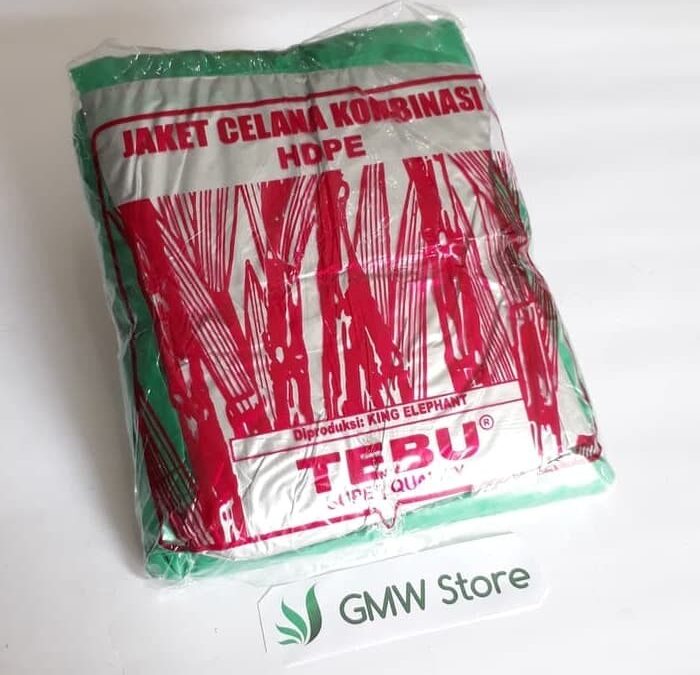 JAKET CELANA KOMBINASI
HDPE
Diproduksi: KING ELEPHANT
TEBU®
SUPER QUALITY
GMW Store